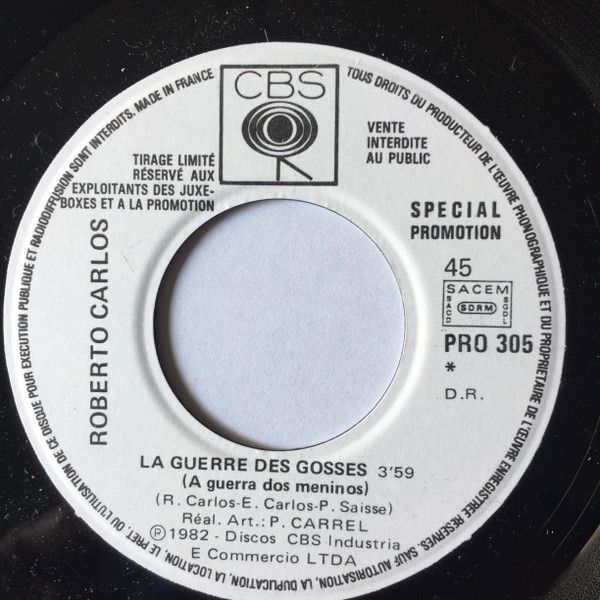 CBS
TOUS DROITS DU PRODUCTEUR DE L'ŒUVRE PHONOGRAPHIQUE ET DU PROPRIETAIRE DE L'ŒUVRE ENREGISTREE RESERVES. SAUF AUTORISATION, LA DUPLICATION, LA LOCATION, LE PRET, OU L'UTILISATION DE CE DISQUE POUR EXECUTION PUBLIQUE ET RADIODIFFUSION SONT INTERDITS. MADE IN FRANCE
TIRAGE LIMITÉ
RÉSERVÉ AUX
EXPLOITANTS DES JUXE-
BOXES ET A LA PROMOTION
VENTE
INTERDITE
AU PUBLIC
SPECIAL
PROMOTION
45
SACEM
SACD SDRM SGDL
PRO 305
*
D.R.
ROBERTO CARLOS
LA GUERRE DES GOSSES 3'59
(A guerra dos meninos)
(R. Carlos-E. Carlos-P. Saisse)
Réal. Art.: P. CARREL
Ⓟ 1982 - Discos CBS Industria
E Commercio LTDA